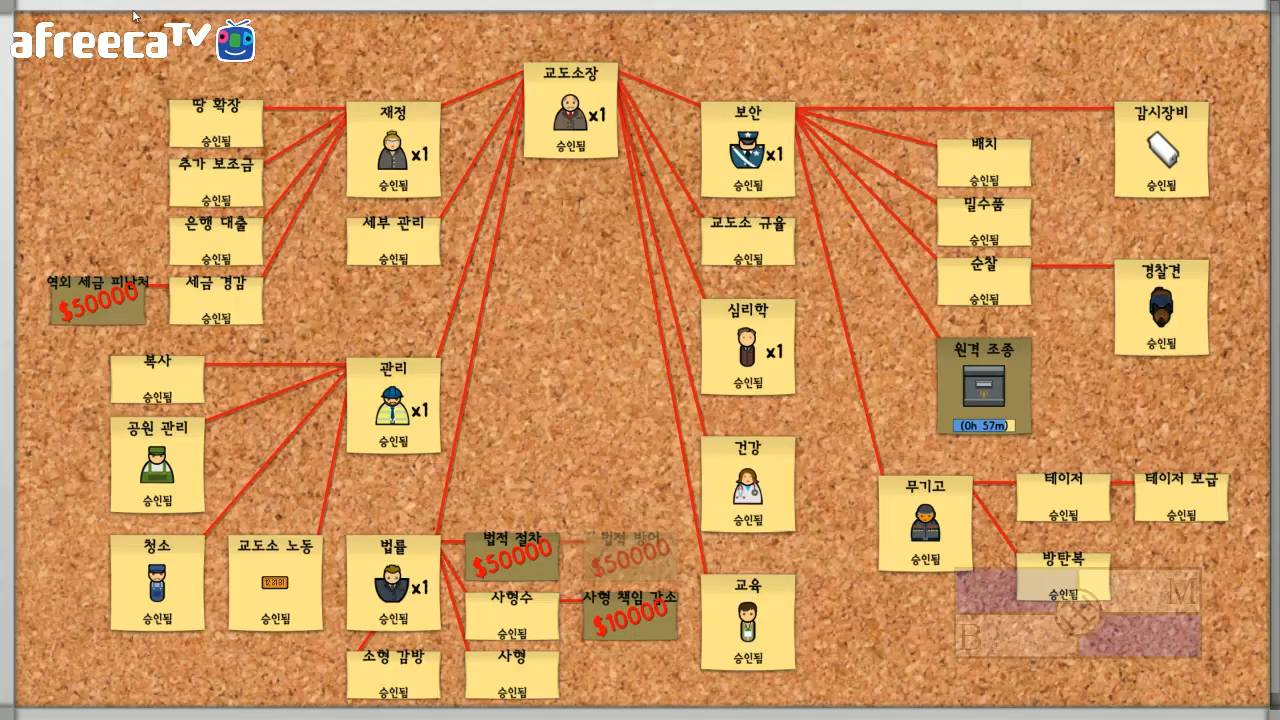 afreecaTV
교도소장
x1
승인됨
땅 확장
승인됨
재정
x1
승인됨
보안
x1
승인됨
감시장비
승인됨
추가 보조금
승인됨
배치
승인됨
은행 대출
승인됨
세부 관리
승인됨
교도소 규율
승인됨
밀수품
승인됨
역외 세금 피난처
$50000
세금 경감
승인됨
순찰
승인됨
경찰견
승인됨
심리학
x1
승인됨
원격 조종
(0h 57m)
복사
승인됨
관리
x1
승인됨
공원 관리
승인됨
건강
승인됨
무기고
승인됨
테이저
승인됨
테이저 보급
승인됨
청소
승인됨
교도소 노동
승인됨
법률
x1
승인됨
법적 절차
$50000
법적 방어
$50000
방탄복
승인됨
사형수
승인됨
사형 책임 감소
$10000
교육
승인됨
소형 감방
승인됨
사형
승인됨